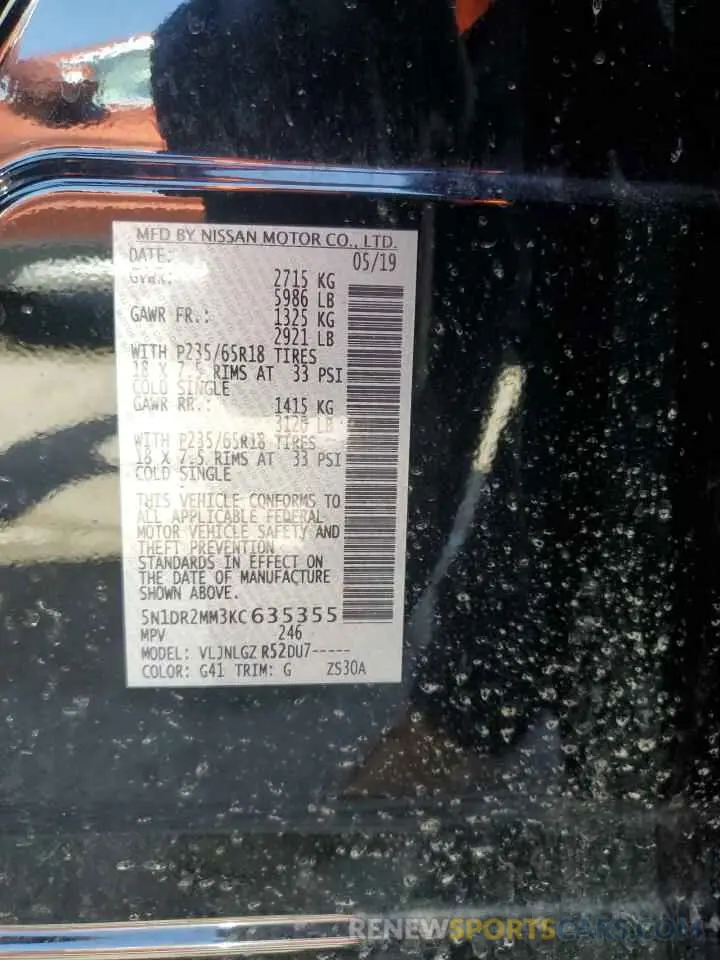 MFD BY NISSAN MOTOR CO., LTD.
DATE: 05/19
GVWR: 2715 KG
5986 LB
GAWR FR.: 1325 KG
2921 LB
WITH P235/65R18 TIRES
18 X 7.5 RIMS AT 33 PSI
COLD SINGLE
GAWR RR.: 1415 KG
3120 LB
WITH P235/65R18 TIRES
18 X 7.5 RIMS AT 33 PSI
COLD SINGLE
THIS VEHICLE CONFORMS TO
ALL APPLICABLE FEDERAL
MOTOR VEHICLE SAFETY AND
THEFT PREVENTION
STANDARDS IN EFFECT ON
THE DATE OF MANUFACTURE
SHOWN ABOVE.
5N1DR2MM3KC635355
MPV 246
MODEL: VLJNLGZ R52DU7-----
COLOR: G41 TRIM: G ZS30A
RENEWSPORTSCARS.COM